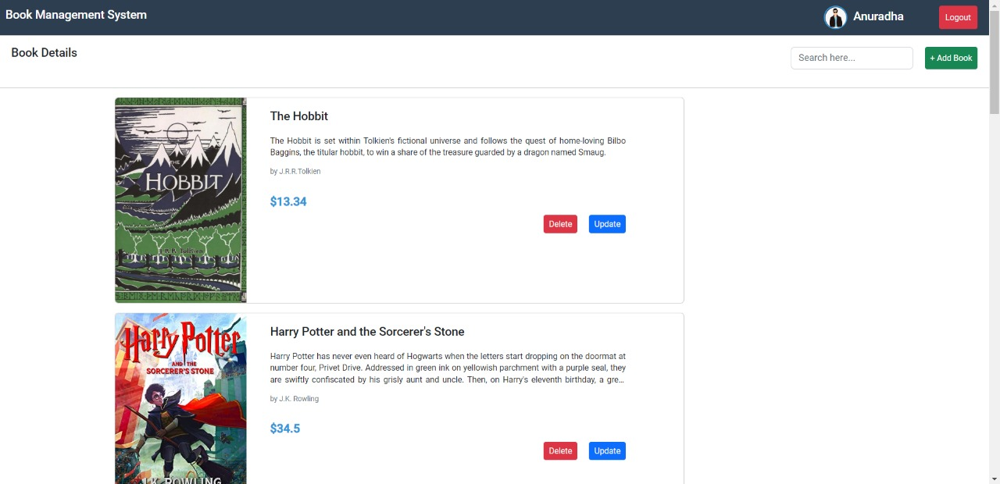 Book Management System
Anuradha
Logout
Book Details
Search here...
+ Add Book
THE
HOBBIT
J.R.R. Tolkien
The Hobbit
The Hobbit is set within Tolkien's fictional universe and follows the quest of home-loving Bilbo
Baggins, the titular hobbit, to win a share of the treasure guarded by a dragon named Smaug.
by J.R.R.Tolkien
$13.34
Delete
Update
Harry Potter
AND THE
SORCERER'S STONE
J.K. ROWLING
Harry Potter and the Sorcerer's Stone
Harry Potter has never even heard of Hogwarts when the letters start dropping on the doormat at
number four, Privet Drive. Addressed in green ink on yellowish parchment with a purple seal, they
are swiftly confiscated by his grisly aunt and uncle. Then, on Harry's eleventh birthday, a gre...
by J.K. Rowling
$34.5
Delete
Update